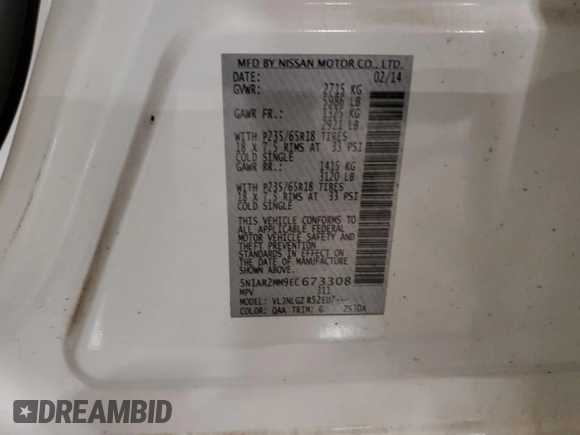 MFD BY NISSAN MOTOR CO., LTD.
DATE: 02/14
GVWR: 2715 KG
5986 LB
GAWR FR.: 1325 KG
2921 LB
WITH P235/65R18 TIRES
18 X 7.5 RIMS AT 33 PSI
COLD SINGLE
GAWR RR.: 1415 KG
3120 LB
WITH P235/65R18 TIRES
18 X 7.5 RIMS AT 33 PSI
COLD SINGLE
THIS VEHICLE CONFORMS TO
ALL APPLICABLE FEDERAL
MOTOR VEHICLE SAFETY AND
THEFT PREVENTION
STANDARDS IN EFFECT ON
THE DATE OF MANUFACTURE
SHOWN ABOVE.
5N1AR2MM9EC673308
MPV 311
MODEL:
COLOR: QAA TRIM: G
DREAMBID